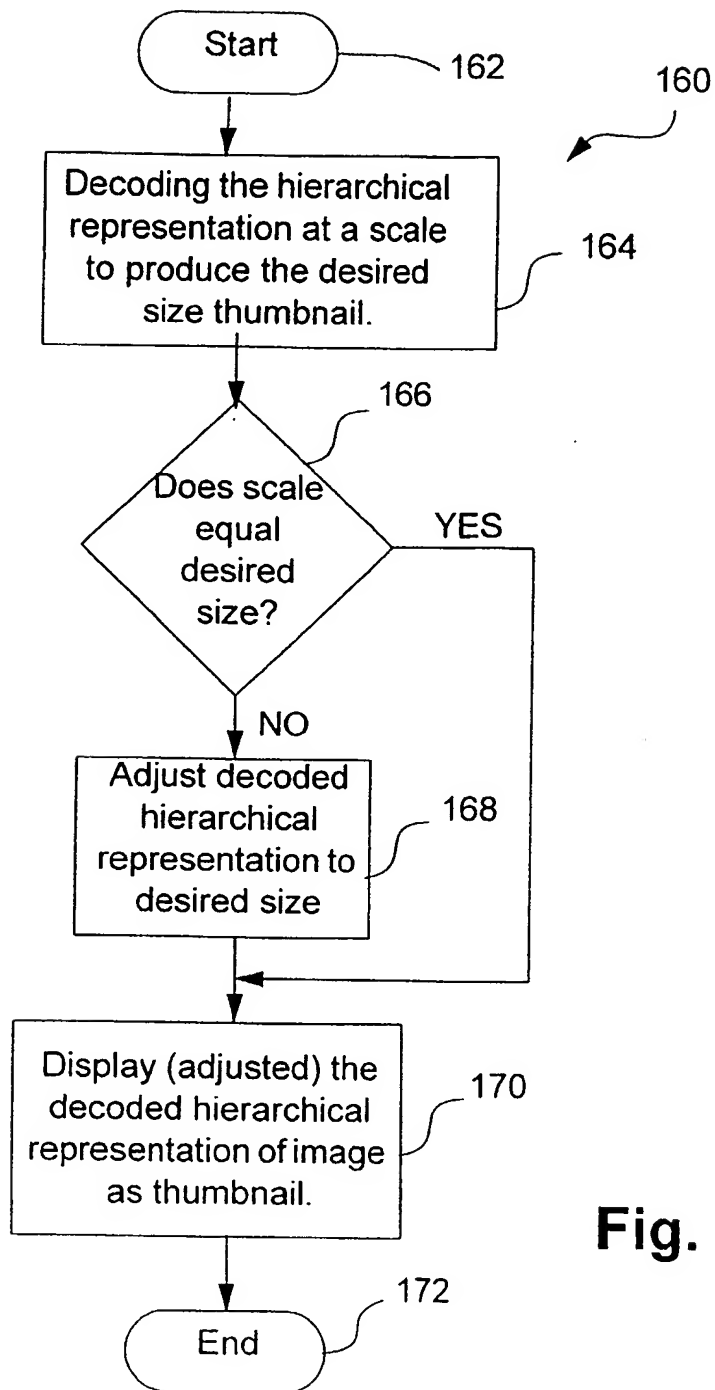 Start
162
160
Decoding the hierarchical
representation at a scale
to produce the desired
size thumbnail.
164
166
Does scale
equal
desired
size?
YES
NO
Adjust decoded
hierarchical
representation to
desired size
168
Display (adjusted) the
decoded hierarchical
representation of image
as thumbnail.
170
Fig.
End
172